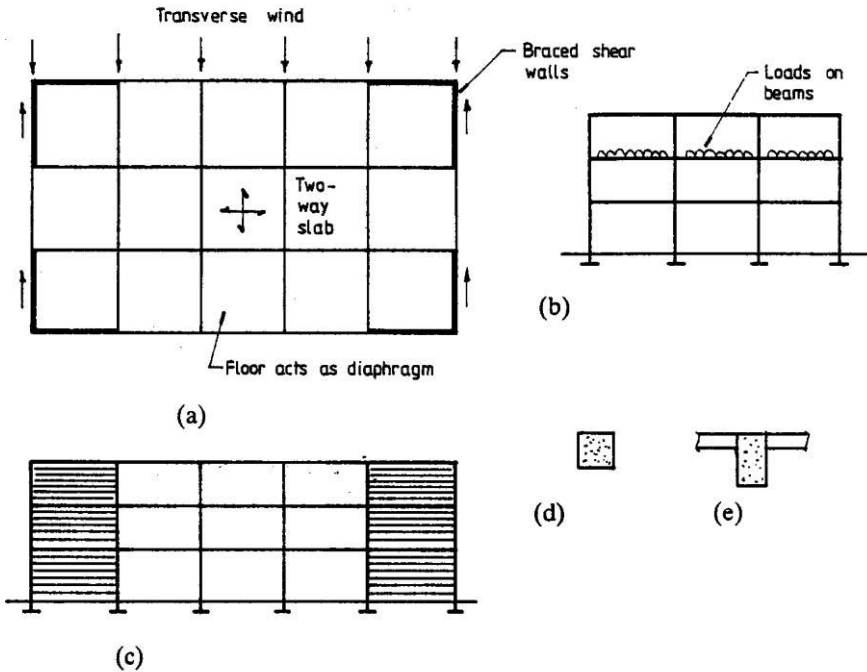 Transverse wind
Braced shear
walls
Loads on
beams
Two-
way
slab
(b)
Floor acts as diaphragm
(a)
(d)
(e)
(c)